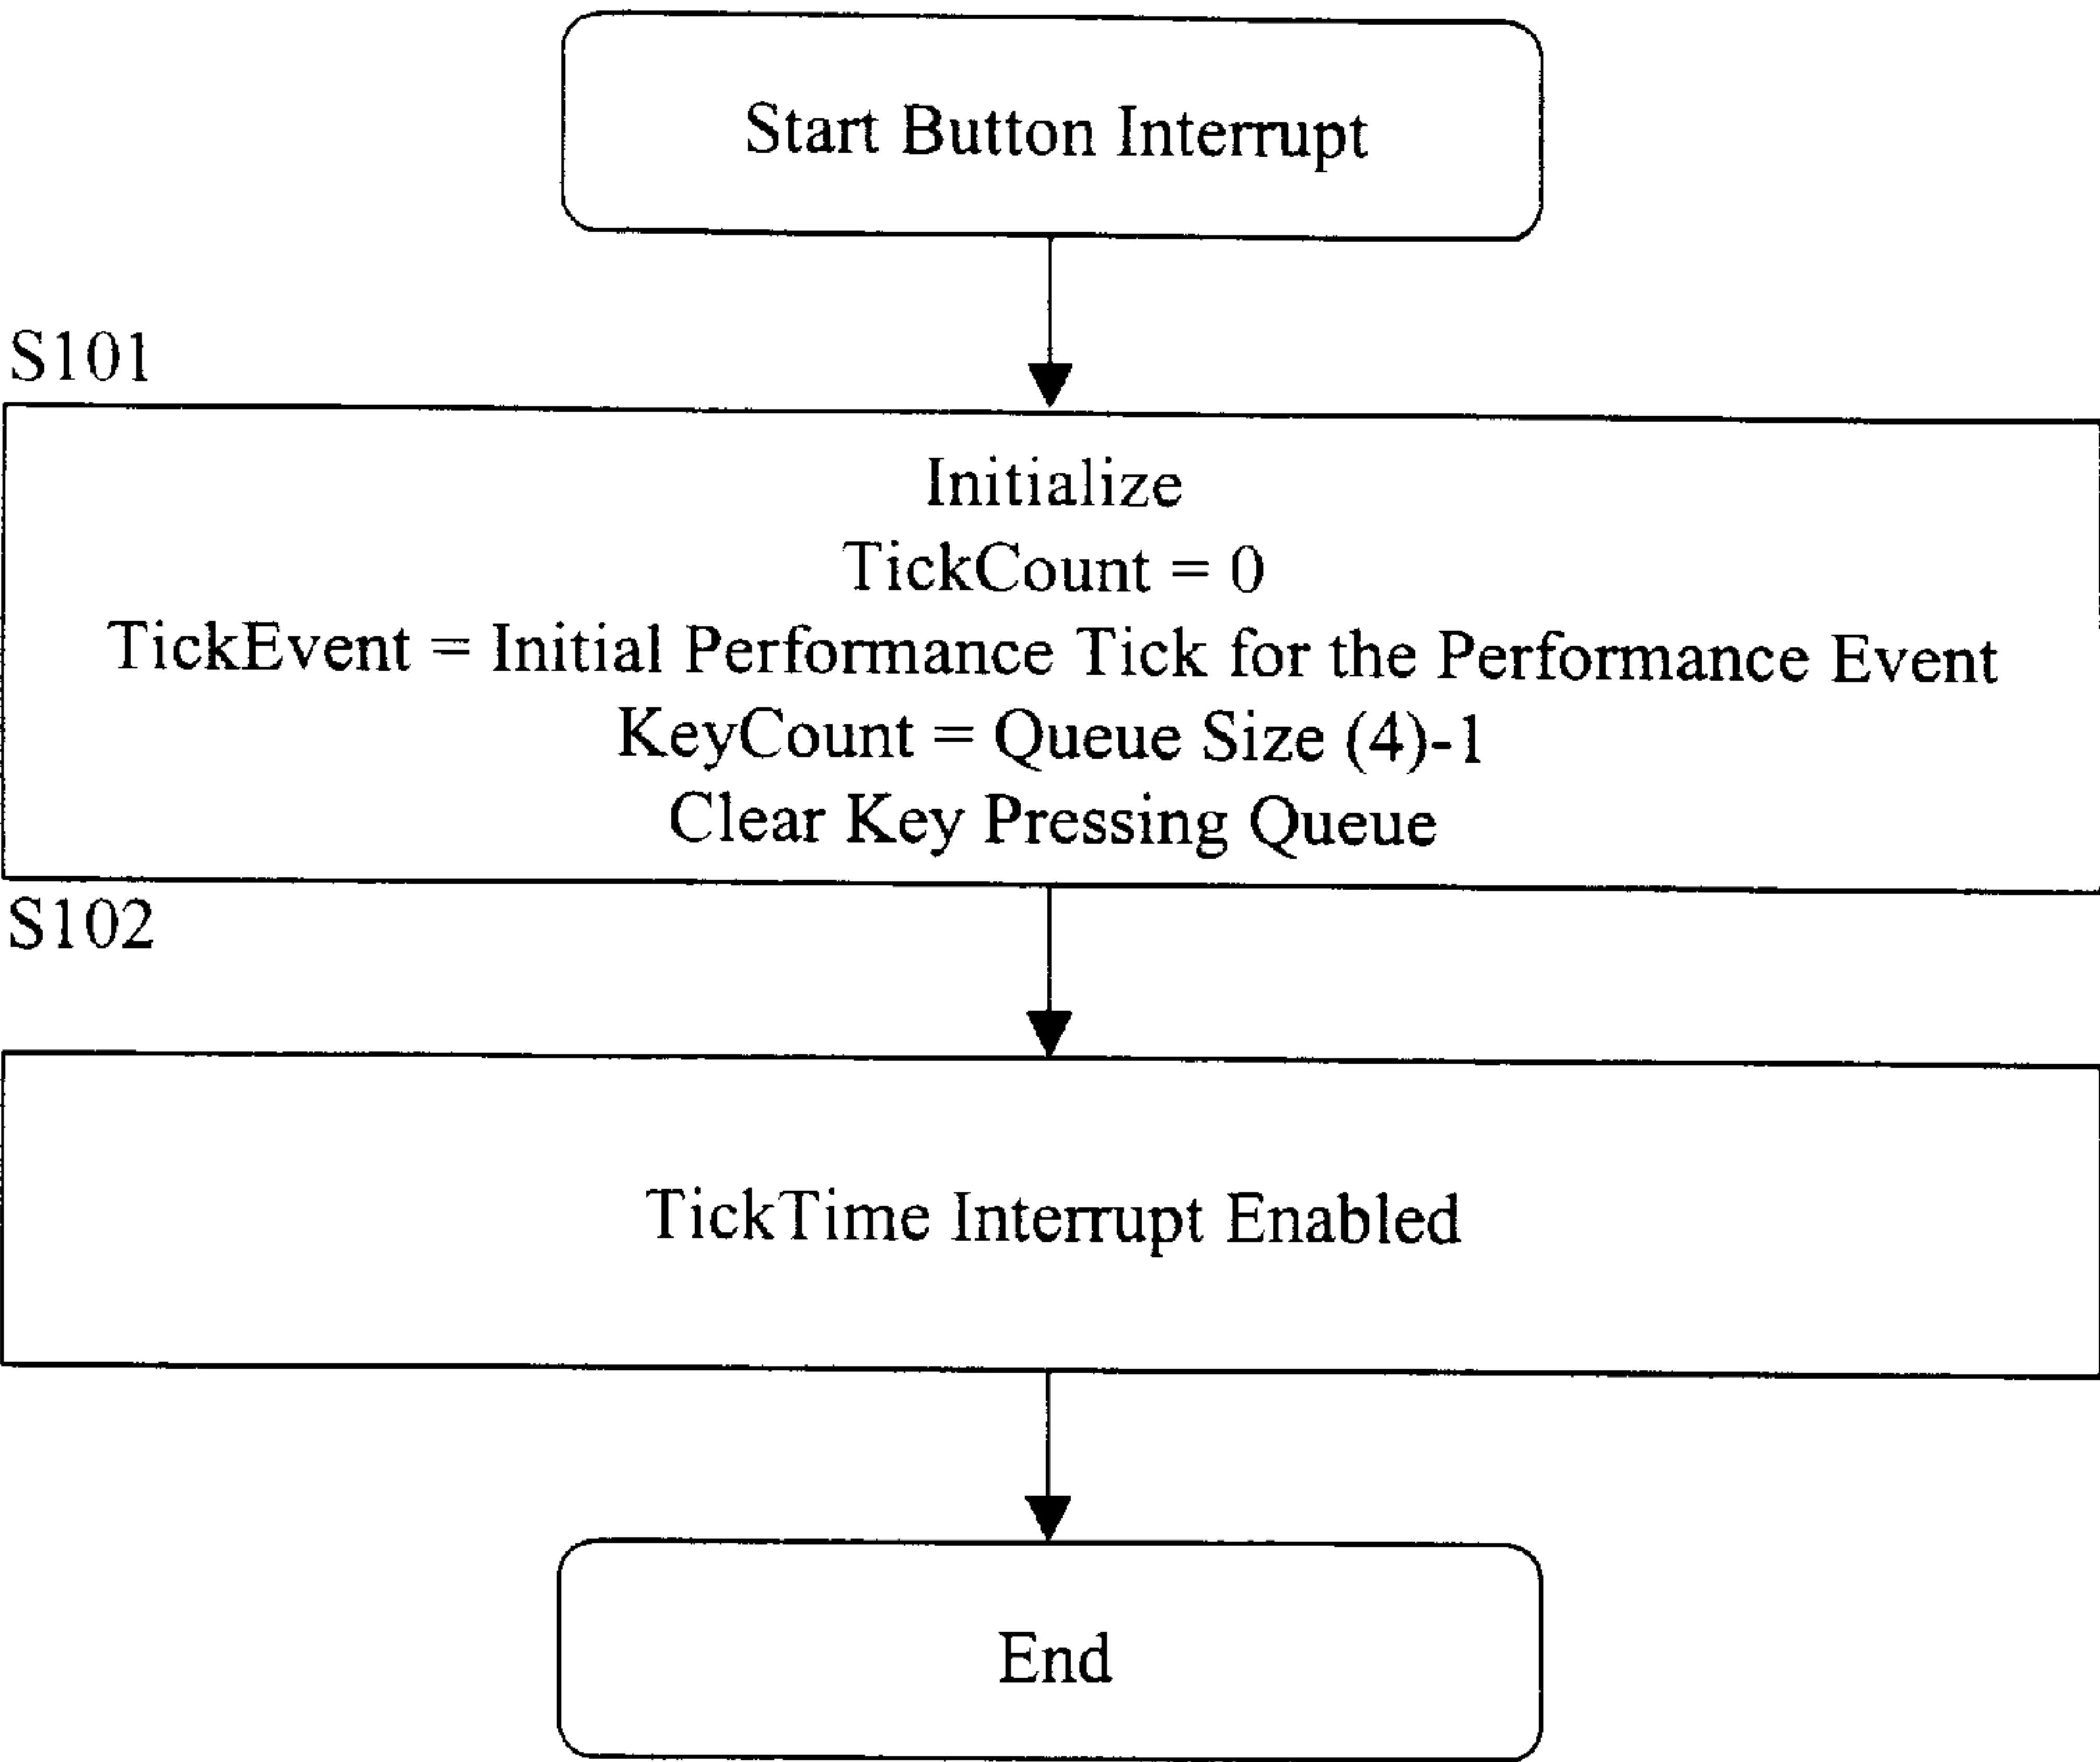 Start Button Interrupt
S101
Initialize
TickCount = 0
TickEvent = Initial Performance Tick for the Performance Event
KeyCount = Queue Size (4)-1
Clear Key Pressing Queue
S102
TickTime Interrupt Enabled
End